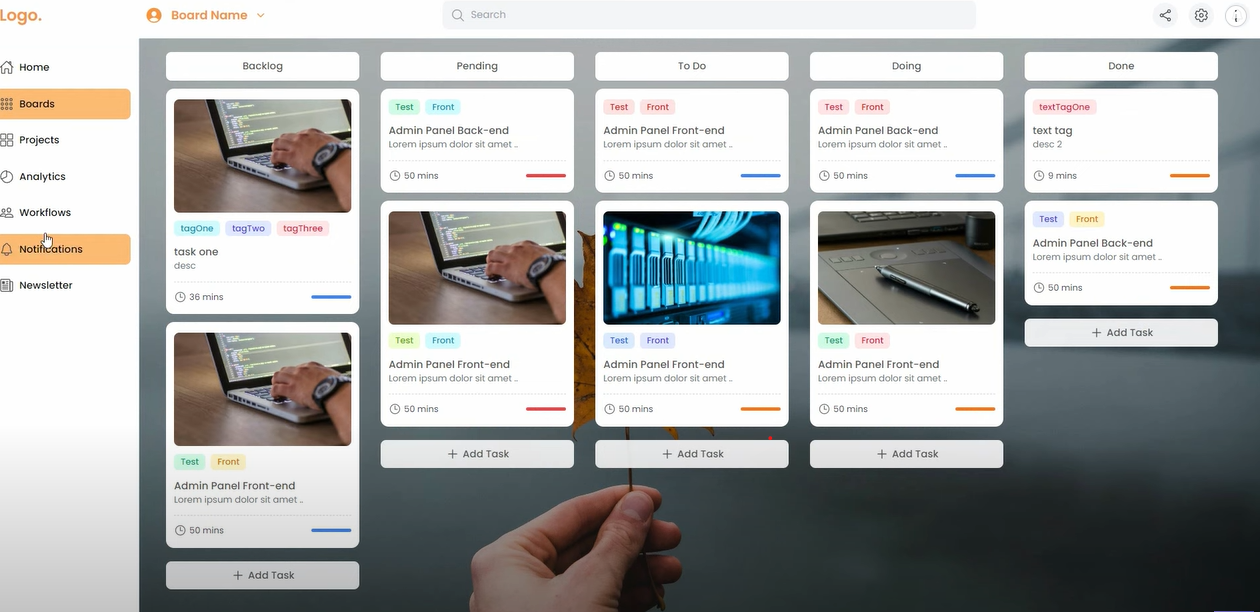 Logo.
Board Name
Search
Home
Boards
Projects
Analytics
Workflows
Notifications
Newsletter
Backlog
tagOne tagTwo tagThree
task one
desc
36 mins
Test Front
Admin Panel Front-end
Lorem ipsum dolor sit amet ..
50 mins
+ Add Task
Pending
Test Front
Admin Panel Back-end
Lorem ipsum dolor sit amet ..
50 mins
Test Front
Admin Panel Front-end
Lorem ipsum dolor sit amet ..
50 mins
+ Add Task
To Do
Test Front
Admin Panel Front-end
Lorem ipsum dolor sit amet ..
50 mins
Test Front
Admin Panel Front-end
Lorem ipsum dolor sit amet ..
50 mins
+ Add Task
Doing
Test Front
Admin Panel Back-end
Lorem ipsum dolor sit amet ..
50 mins
Test Front
Admin Panel Front-end
Lorem ipsum dolor sit amet ..
50 mins
+ Add Task
Done
textTagOne
text tag
desc 2
9 mins
Test Front
Admin Panel Back-end
Lorem ipsum dolor sit amet ..
50 mins
+ Add Task